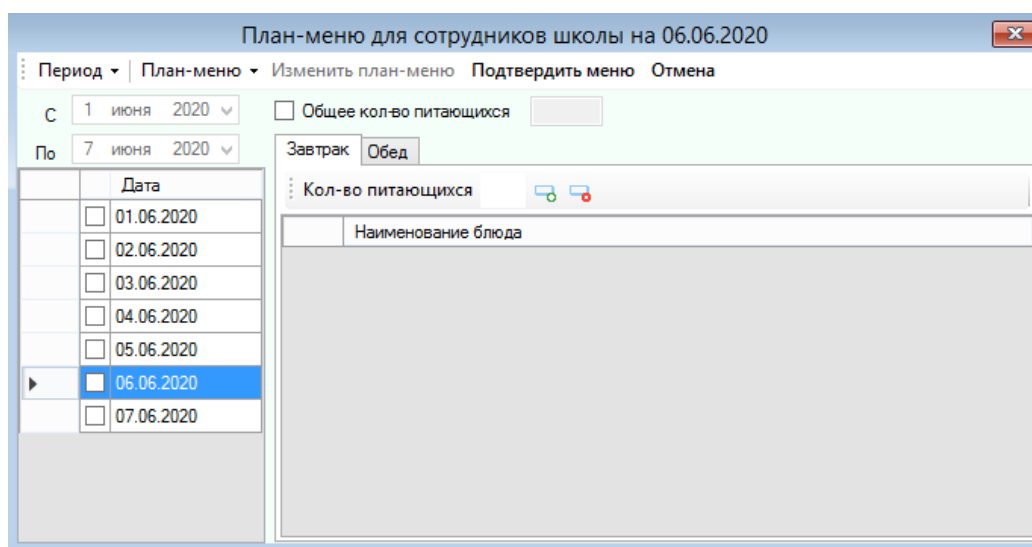 План-меню для сотрудников школы на 06.06.2020
Период План-меню Изменить план-меню Подтвердить меню Отмена
С 1 июня 2020 Общее кол-во питающихся
По 7 июня 2020 Завтрак Обед
Дата Кол-во питающихся
01.06.2020 Наименование блюда
02.06.2020
03.06.2020
04.06.2020
05.06.2020
06.06.2020
07.06.2020